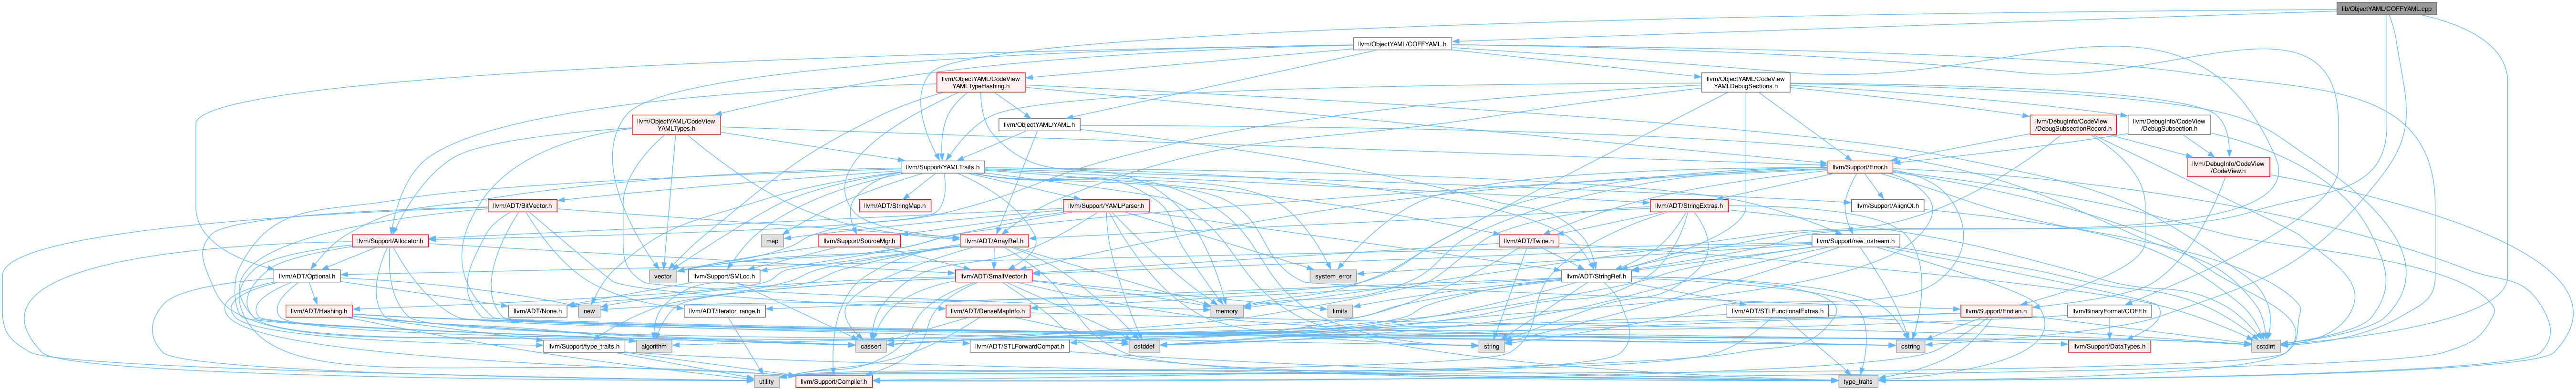 lib/ObjectYAML/COFFYAML.cpp
llvm/ObjectYAML/COFFYAML.h
llvm/ObjectYAML/CodeView
YAMLTypeHashing.h
llvm/ObjectYAML/CodeView
YAMLDebugSections.h
llvm/ObjectYAML/CodeView
YAMLTypes.h
llvm/ObjectYAML/YAML.h
llvm/DebugInfo/CodeView
/DebugSubsectionRecord.h
llvm/DebugInfo/CodeView
/DebugSubsection.h
llvm/Support/YAMLTraits.h
llvm/Support/Error.h
llvm/DebugInfo/CodeView
/CodeView.h
llvm/ADT/BitVector.h
llvm/ADT/StringMap.h
llvm/Support/YAMLParser.h
llvm/ADT/StringExtras.h
llvm/Support/AlignOf.h
llvm/Support/Allocator.h
map
llvm/Support/SourceMgr.h
llvm/ADT/ArrayRef.h
llvm/ADT/Twine.h
llvm/Support/raw_ostream.h
llvm/ADT/Optional.h
vector
llvm/Support/SMLoc.h
llvm/ADT/SmallVector.h
system_error
llvm/ADT/StringRef.h
llvm/ADT/Hashing.h
llvm/ADT/None.h
new
llvm/ADT/iterator_range.h
llvm/ADT/DenseMapInfo.h
memory
limits
llvm/ADT/STLFunctionalExtras.h
llvm/Support/Endian.h
llvm/BinaryFormat/COFF.h
llvm/Support/type_traits.h
algorithm
cassert
llvm/ADT/STLForwardCompat.h
cstddef
string
cstring
llvm/Support/DataTypes.h
cstdint
utility
llvm/Support/Compiler.h
type_traits